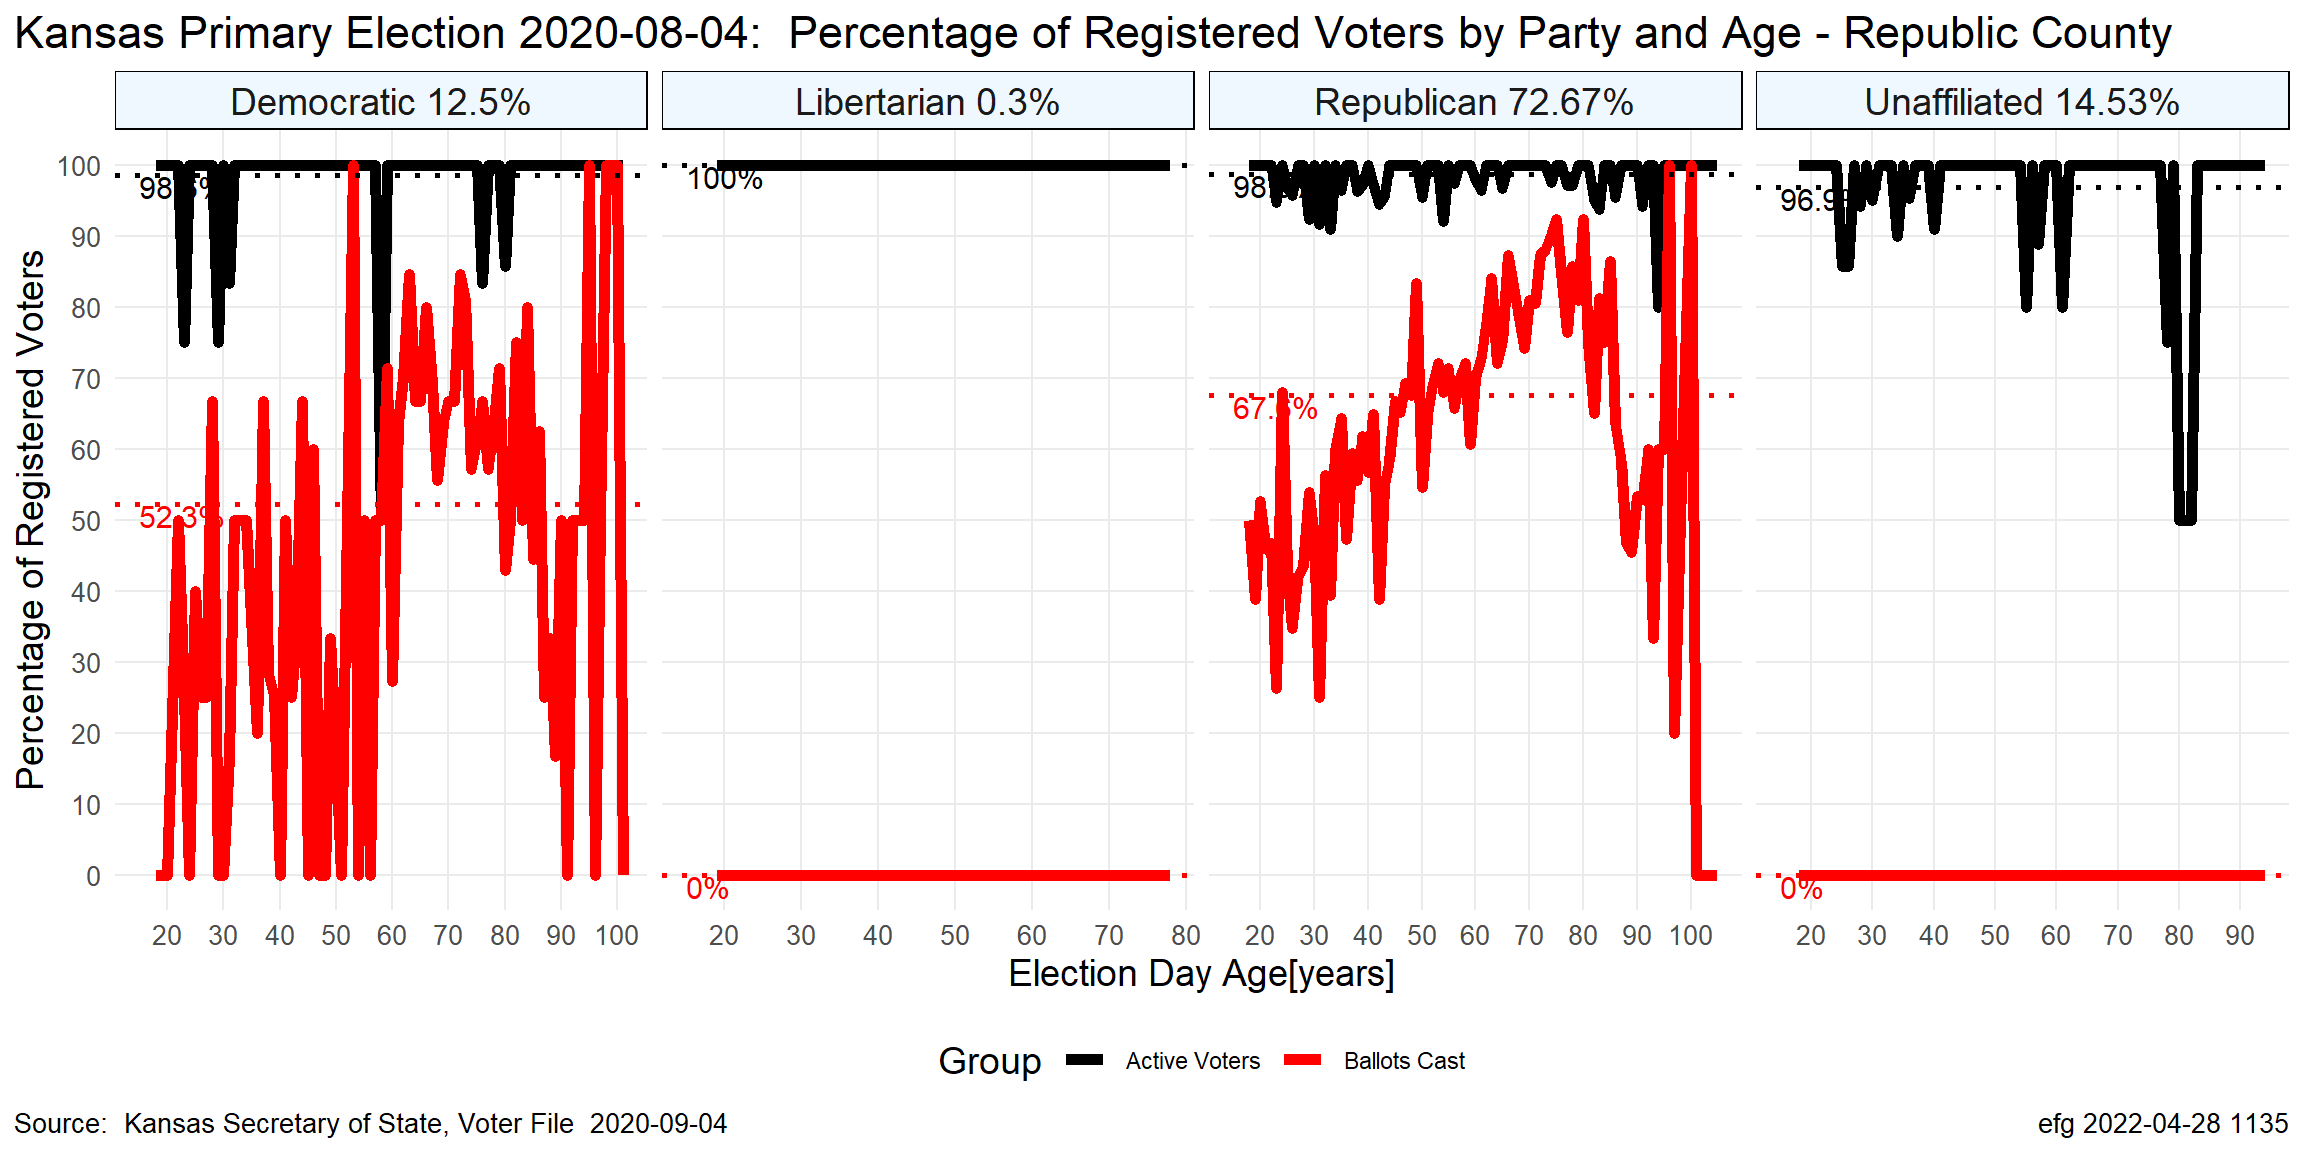 Kansas Primary Election 2020-08-04:  Percentage of Registered Voters by Party and Age - Republic County
Democratic 12.5%
Libertarian 0.3%
Republican 72.67%
Unaffiliated 14.53%
Percentage of Registered Voters
100
90
80
70
60
50
40
30
20
10
0
52.3%
100%
0%
67.6%
96.9%
0%
20 30 40 50 60 70 80 90 100
20 30 40 50 60 70 80
20 30 40 50 60 70 80 90 100
20 30 40 50 60 70 80 90
Election Day Age[years]
Group Active Voters Ballots Cast
Source:  Kansas Secretary of State, Voter File  2020-09-04
efg 2022-04-28 1135